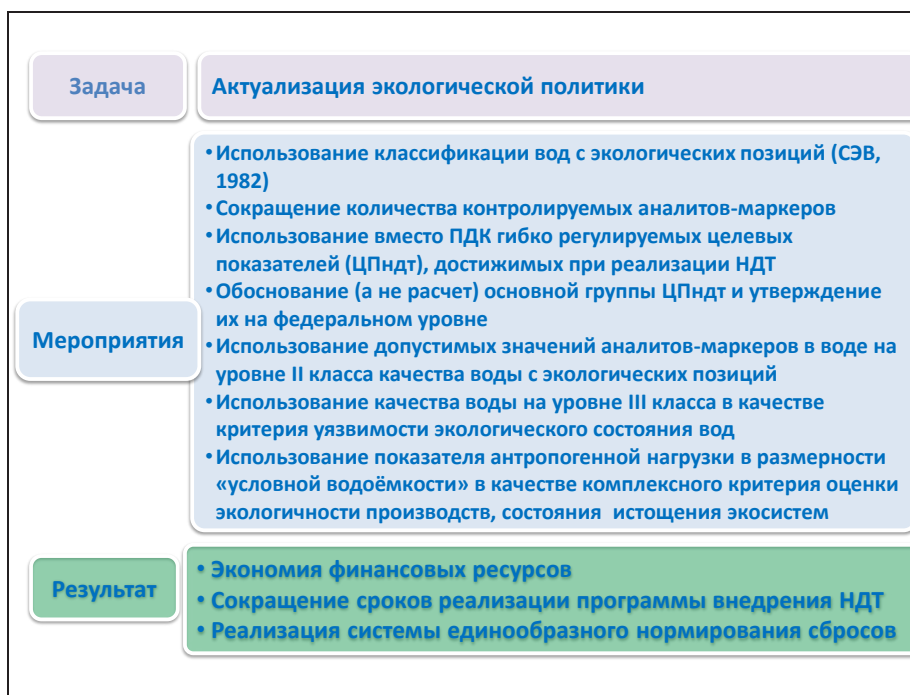 Задача
Актуализация экологической политики
Мероприятия
•Использование классификации вод с экологических позиций (СЭВ,
1982)
•Сокращение количества контролируемых аналитов-маркеров
•Использование вместо ПДК гибко регулируемых целевых
показателей (ЦПндт), достижимых при реализации НДТ
•Обоснование (а не расчет) основной группы ЦПндт и утверждение
их на федеральном уровне
•Использование допустимых значений аналитов-маркеров в воде на
уровне II класса качества воды с экологических позиций
•Использование качества воды на уровне III класса в качестве
критерия уязвимости экологического состояния вод
•Использование показателя антропогенной нагрузки в размерности
«условной водоёмкости» в качестве комплексного критерия оценки
экологичности производств, состояния истощения экосистем
Результат
• Экономия финансовых ресурсов
• Сокращение сроков реализации программы внедрения НДТ
• Реализация системы единообразного нормирования сбросов